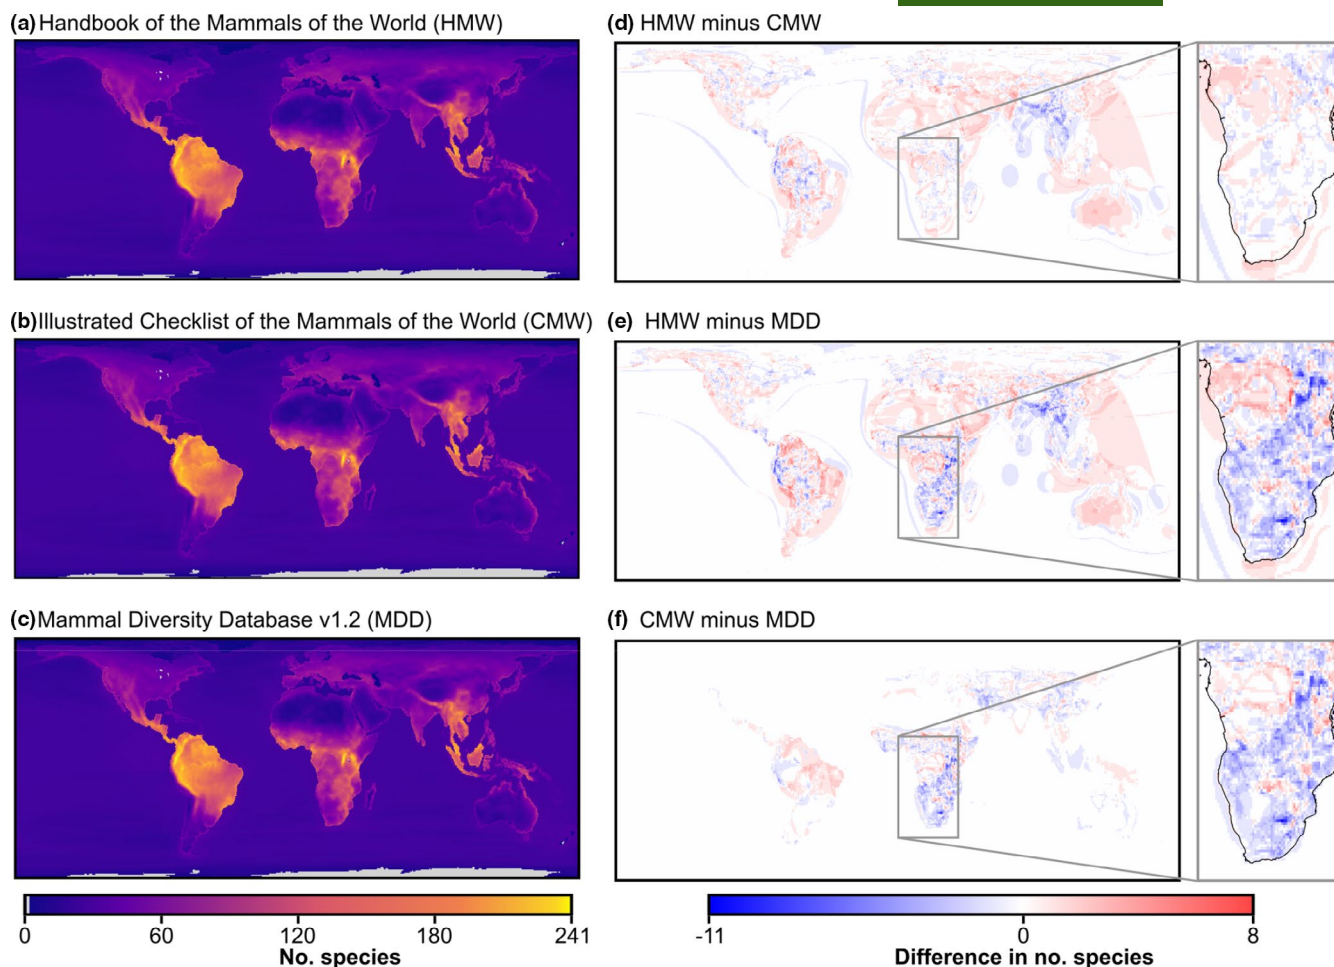 (a) Handbook of the Mammals of the World (HMW)
(d) HMW minus CMW
(b) Illustrated Checklist of the Mammals of the World (CMW)
(e) HMW minus MDD
(c) Mammal Diversity Database v1.2 (MDD)
(f) CMW minus MDD
0 60 120 180 241
No. species
-11 0 8
Difference in no. species